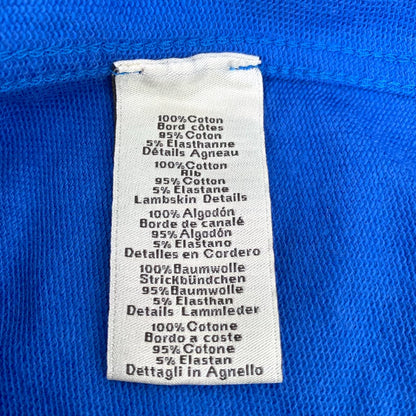 100% Coton
Bord côtes
95% Coton
5% Elasthanne
Détails Agneau
100% Cotton
Rib
95% Cotton
5% Elastane
Lambskin Details
100% Algodón
Borde de canalé
95% Algodón
5% Elastano
Detalles en Cordero
100% Baumwolle
Strickbündchen
95% Baumwolle
5% Elasthan
Details Lammleder
100% Cotone
Bordo a coste
95% Cotone
5% Elastan
Dettagli in Agnello